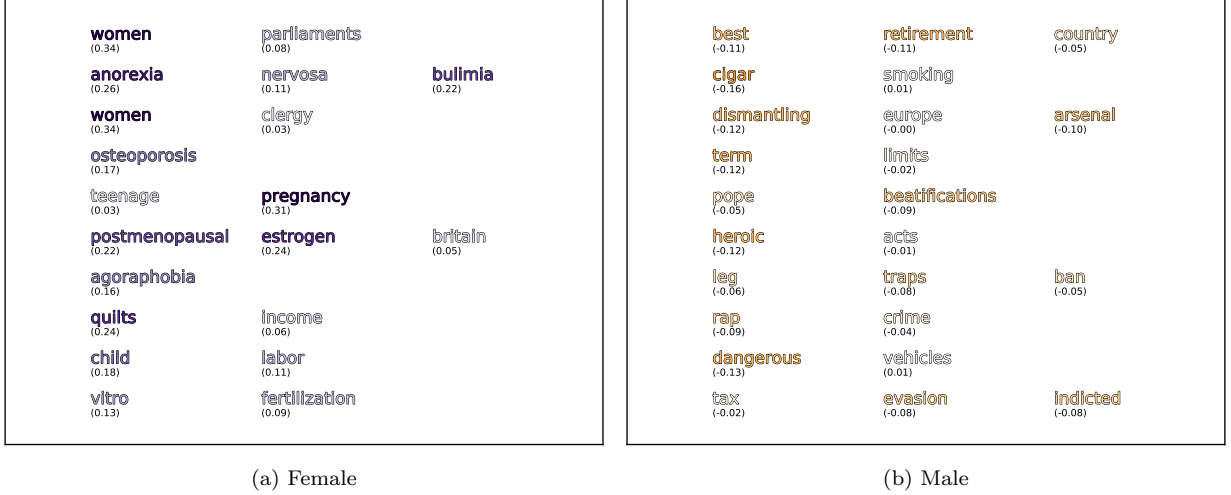 women parliaments
(0.34) (0.08)
anorexia nervosa bulimia
(0.26) (0.11) (0.22)
women clergy
(0.34) (0.03)
osteoporosis
(0.17)
teenage pregnancy
(0.03) (0.31)
postmenopausal estrogen britain
(0.22) (0.24) (0.05)
agoraphobia
(0.16)
quilts income
(0.24) (0.06)
child labor
(0.18) (0.11)
vitro fertilization
(0.13) (0.09)
(a) Female
best retirement country
(-0.11) (-0.11) (-0.05)
cigar smoking
(-0.16) (0.01)
dismantling europe arsenal
(-0.12) (-0.00) (-0.10)
term limits
(-0.12) (-0.02)
pope beatifications
(-0.05) (-0.09)
heroic acts
(-0.12) (-0.01)
leg traps ban
(-0.06) (-0.08) (-0.05)
rap crime
(-0.09) (-0.04)
dangerous vehicles
(-0.13) (0.01)
tax evasion indicted
(-0.02) (-0.08) (-0.08)
(b) Male